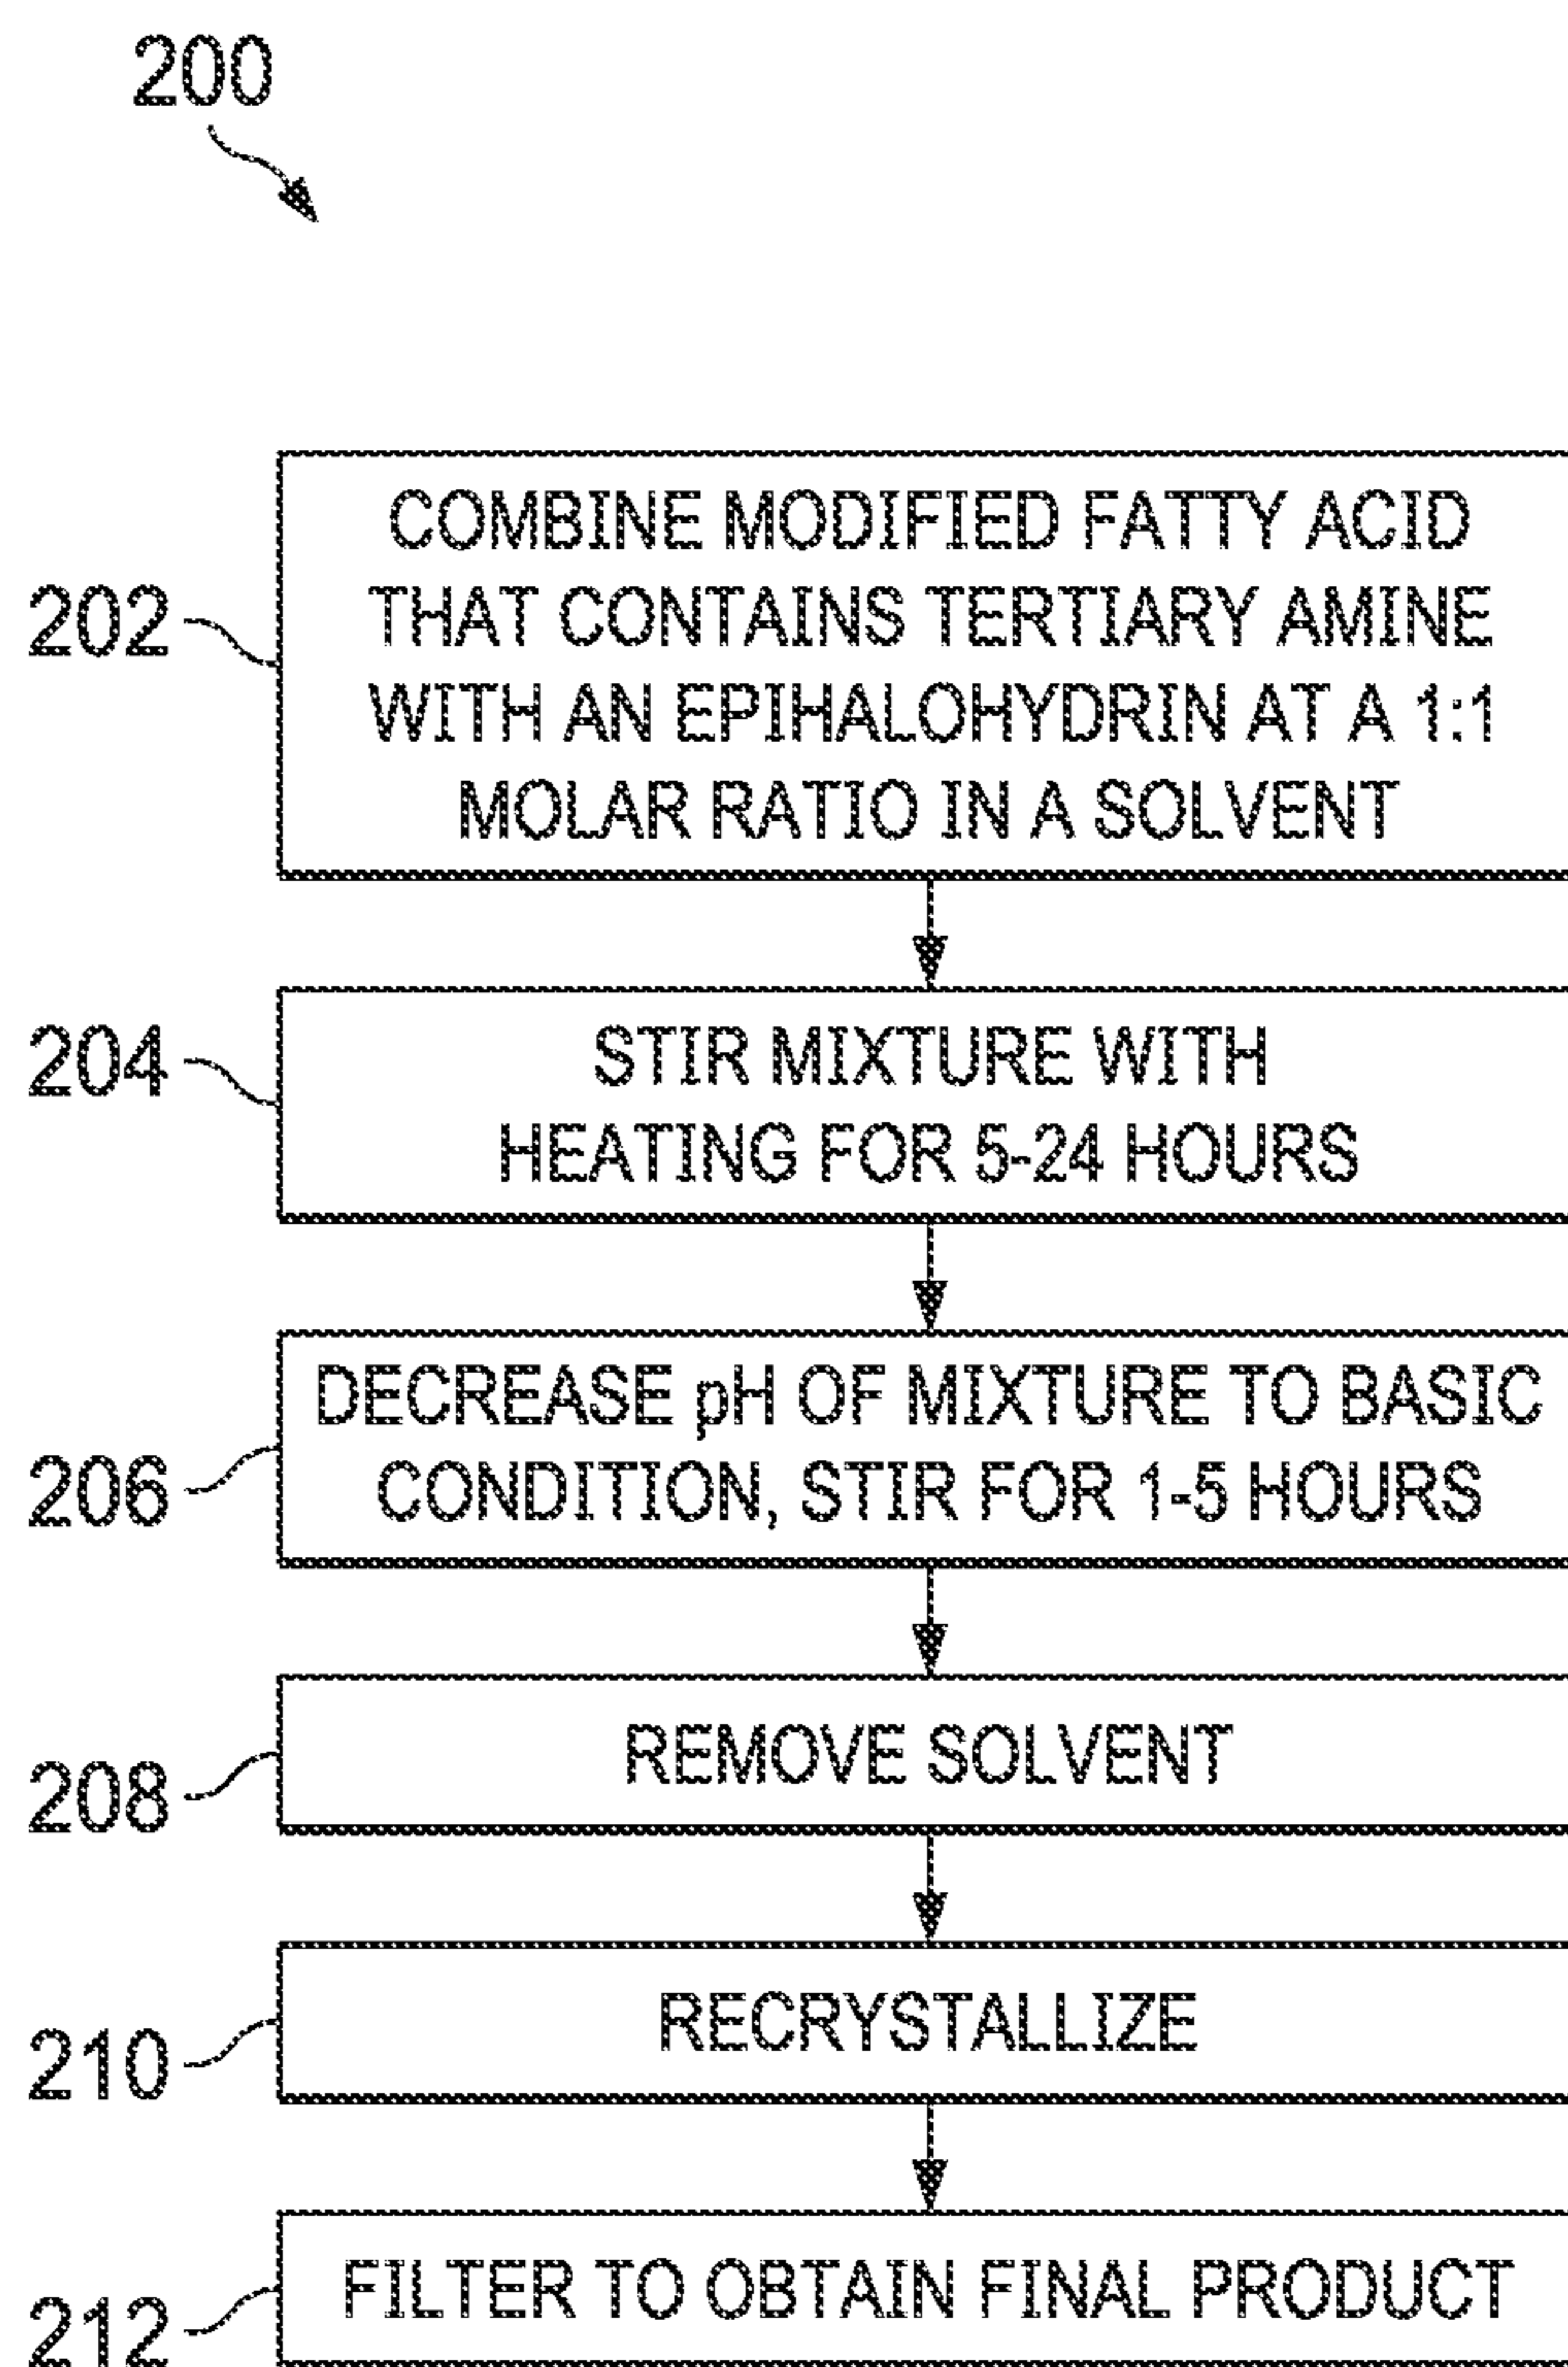 200
202
COMBINE MODIFIED FATTY ACID
THAT CONTAINS TERTIARY AMINE
WITH AN EPIHALOHYDRIN AT A 1:1
MOLAR RATIO IN A SOLVENT
204
STIR MIXTURE WITH
HEATING FOR 5-24 HOURS
206
DECREASE pH OF MIXTURE TO BASIC
CONDITION, STIR FOR 1-5 HOURS
208
REMOVE SOLVENT
210
RECRYSTALLIZE
212
FILTER TO OBTAIN FINAL PRODUCT